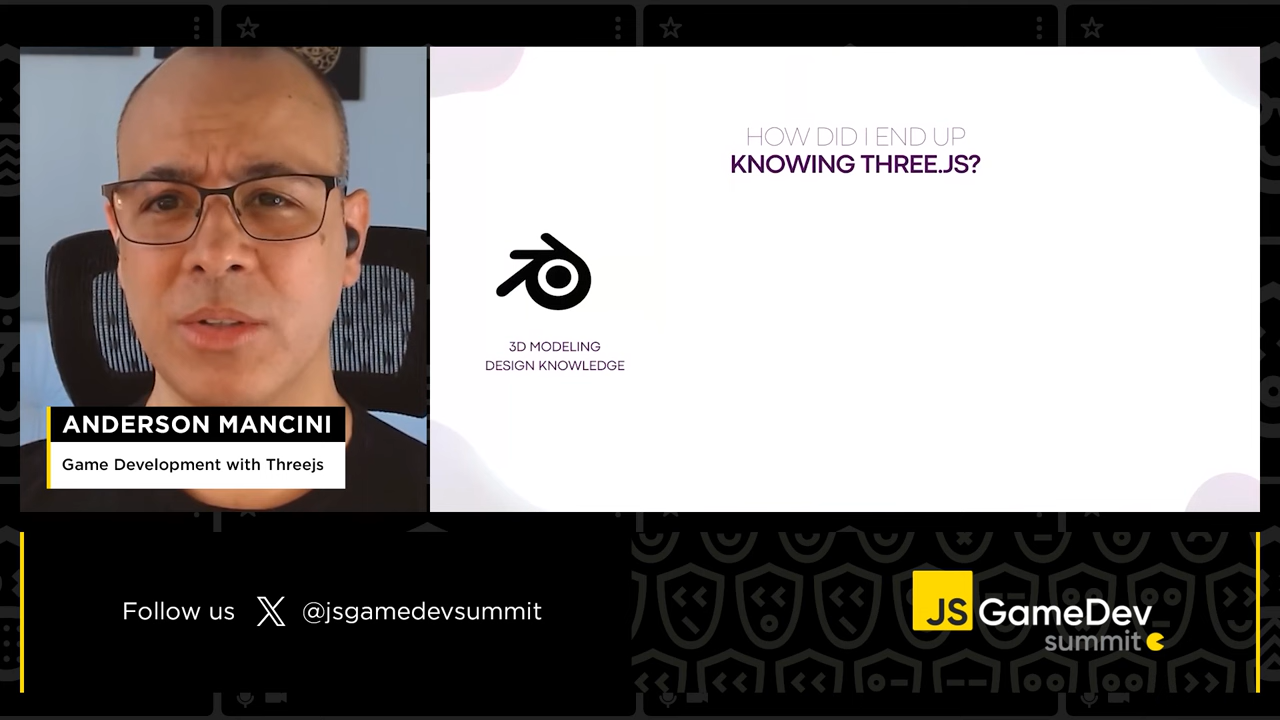 HOW DID I END UP
KNOWING THREE.JS?
3D MODELING
DESIGN KNOWLEDGE
ANDERSON MANCINI
Game Development with Threejs
Follow us X @jsgamedevsummit
JS GameDev
summit